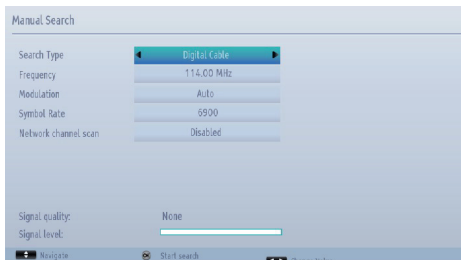 Manual Search
Search Type Digital Cable
Frequency 114.00 MHz
Modulation Auto
Symbol Rate 6900
Network channel scan Disabled
Signal quality: None
Signal level:
Navigate OK Start search